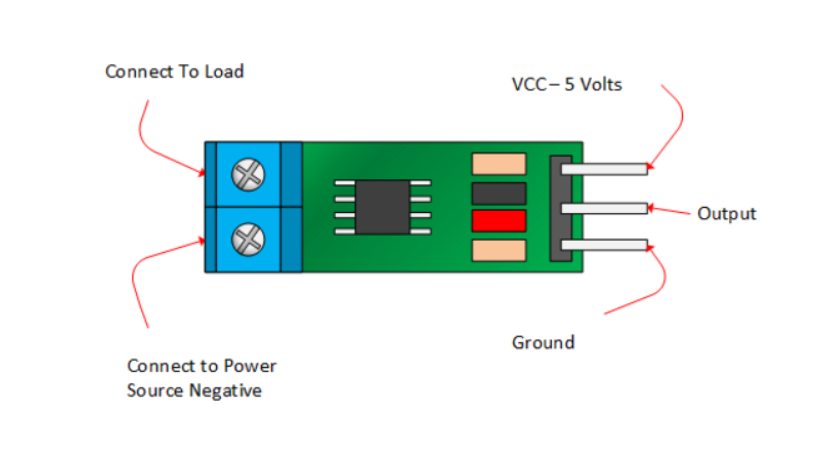 Connect To Load
VCC– 5 Volts
Output
Ground
Connect to Power
Source Negative